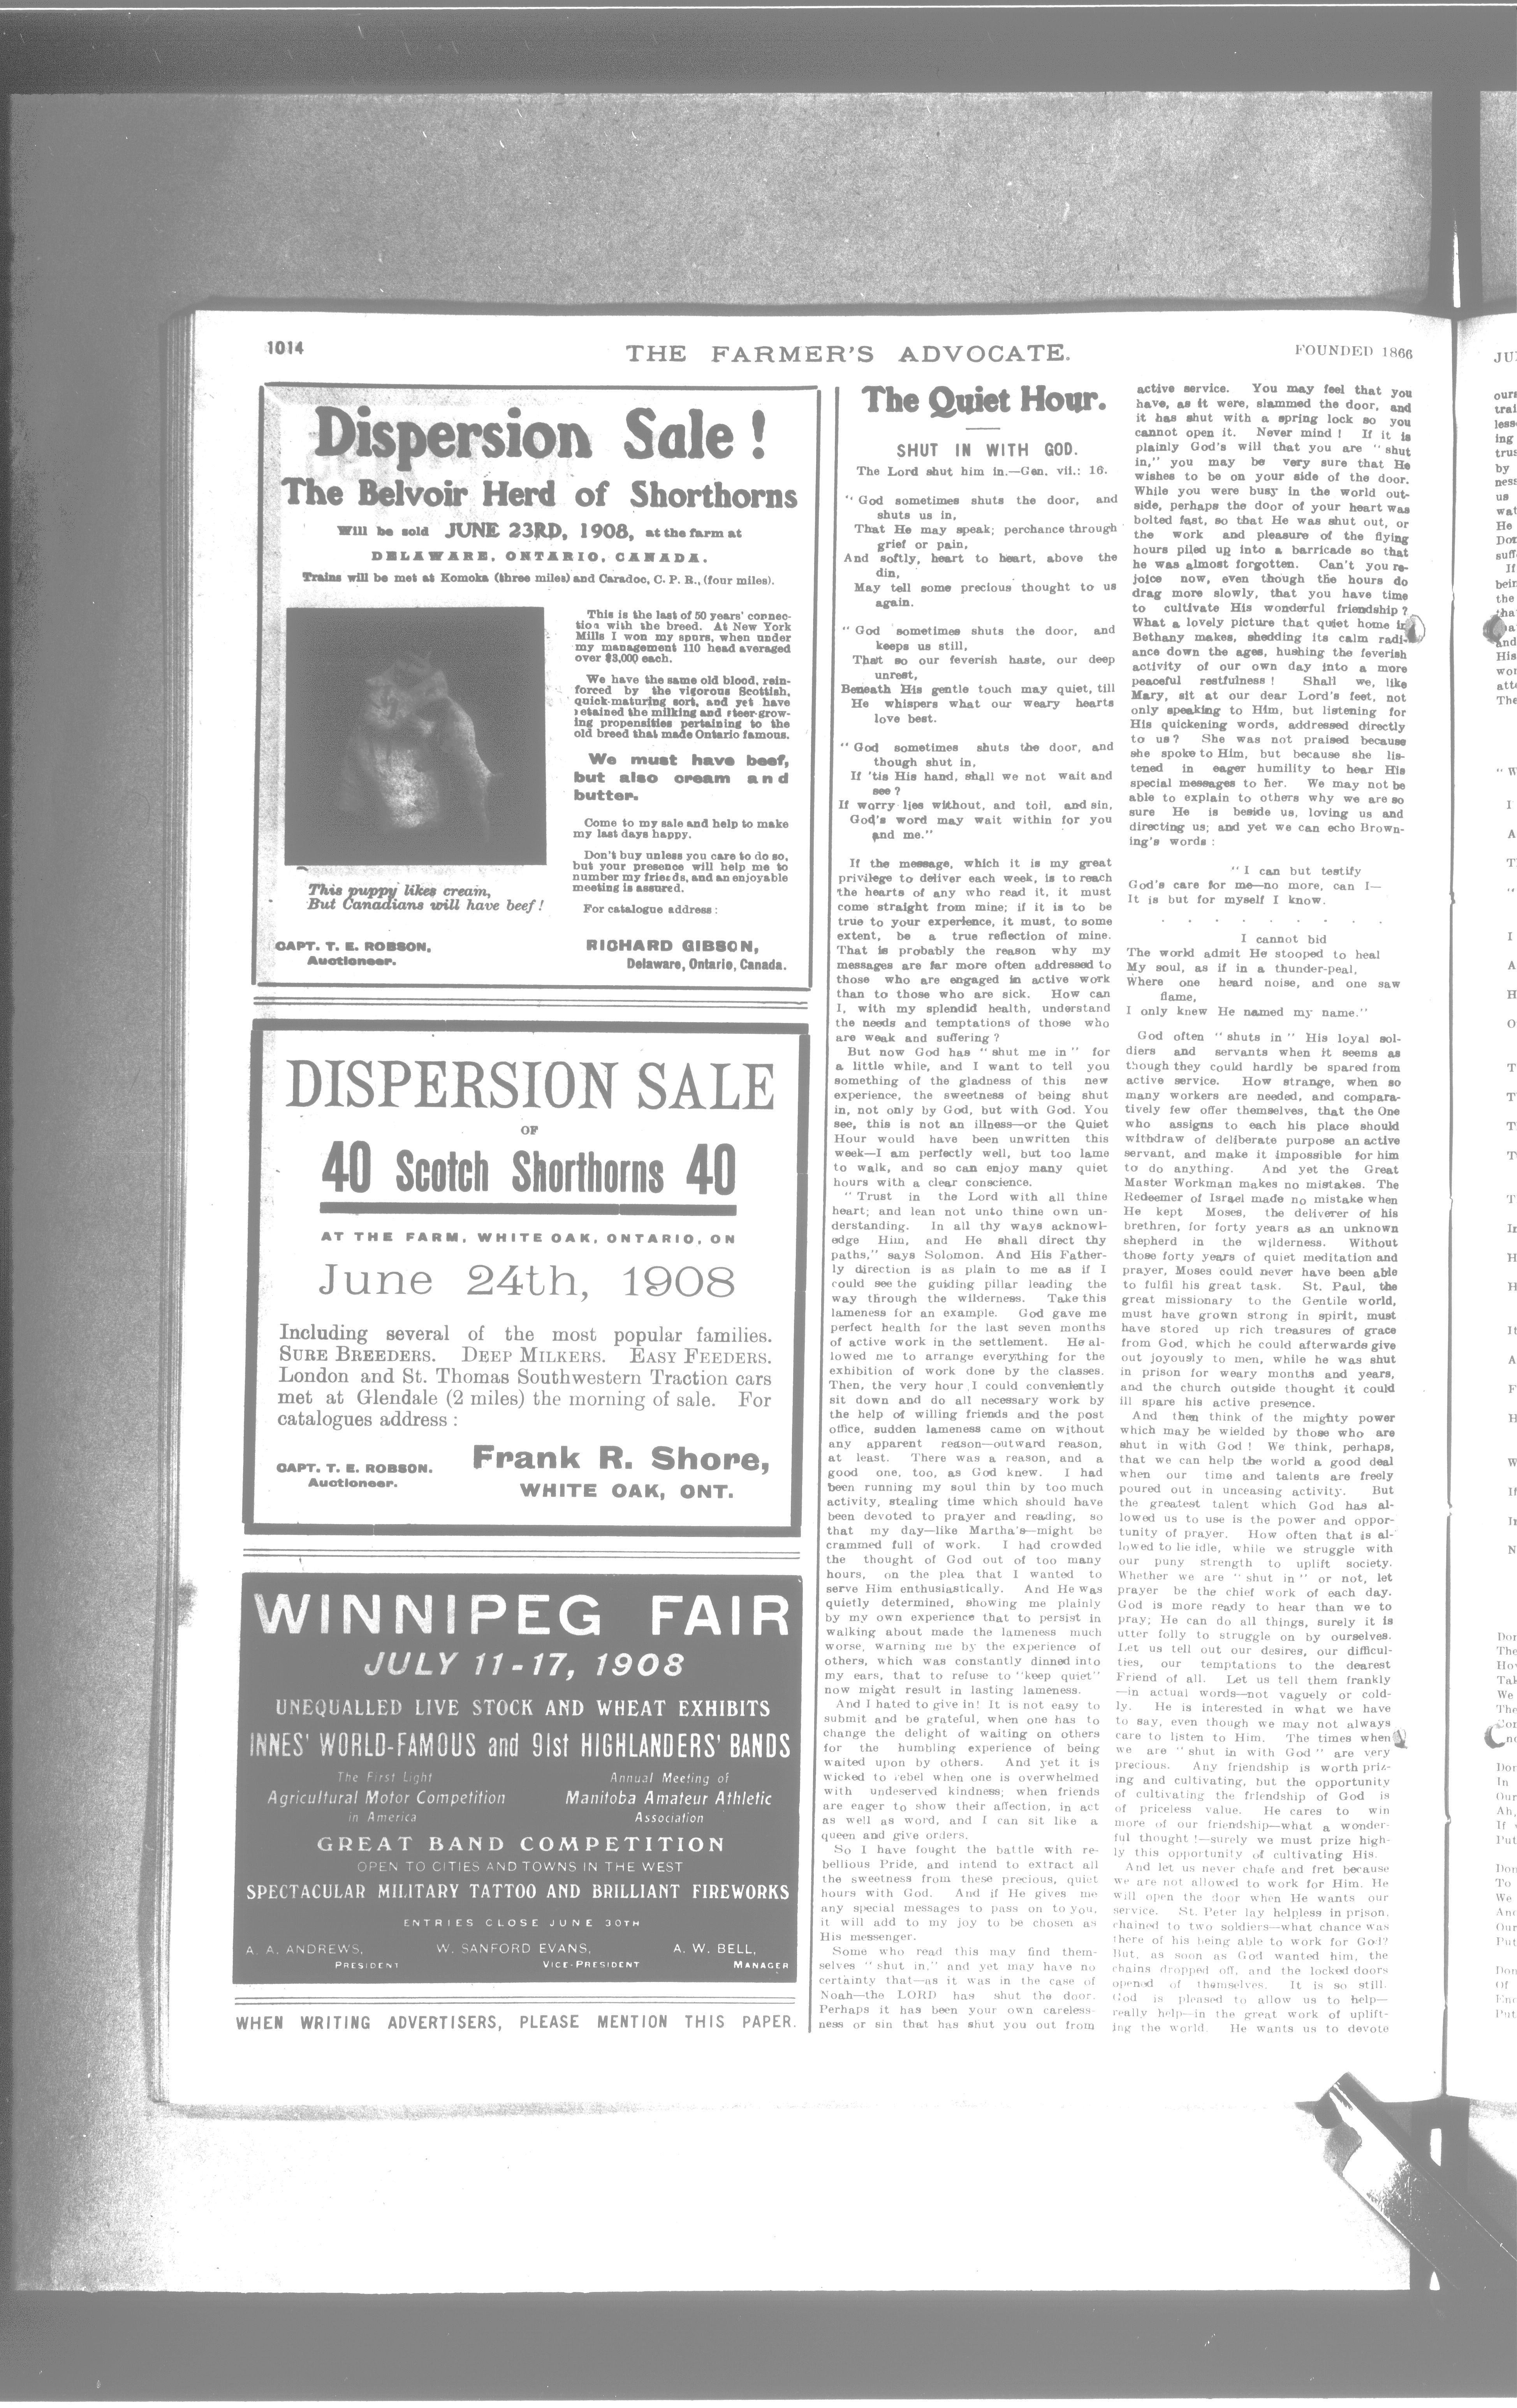 1014
THE FARMER'S ADVOCATE.
FOUNDED 1866
Dispersion Sale !
The Belvoir Herd of Shorthorns
Will be sold JUNE 23RD, 1908, at the farm at
DELAWARE, ONTARIO, CANADA.
Trains will be met at Komoka (three miles) and Caradoc, C. P. R., (four miles).
This is the last of 50 years' connec-
tion with the breed. At New York
Mills I won my spurs, when under
my management 110 head averaged
over $3,000 each.
We have the same old blood, rein-
forced by the vigorous Scottish,
quick-maturing sort, and yet have
retained the milking and steer-grow-
ing propensities pertaining to the
old breed that made Ontario famous.
We must have beef,
but also cream and
butter.
Come to my sale and help to make
my last days happy.
Don't buy unless you care to do so,
but your presence will help me to
number my friends, and an enjoyable
meeting is assured.
For catalogue address :
This puppy likes cream,
But Canadians will have beef !
CAPT. T. E. ROBSON,
Auctioneer.
RICHARD GIBSON,
Delaware, Ontario, Canada.
DISPERSION SALE
OF
40 Scotch Shorthorns 40
AT THE FARM, WHITE OAK, ONTARIO, ON
June 24th, 1908
Including several of the most popular families.
SURE BREEDERS. DEEP MILKERS. EASY FEEDERS.
London and St. Thomas Southwestern Traction cars
met at Glendale (2 miles) the morning of sale. For
catalogues address :
CAPT. T. E. ROBSON.
Auctioneer.
Frank R. Shore,
WHITE OAK, ONT.
WINNIPEG FAIR
JULY 11-17, 1908
UNEQUALLED LIVE STOCK AND WHEAT EXHIBITS
INNES' WORLD-FAMOUS and 91st HIGHLANDERS' BANDS
The First Light
Agricultural Motor Competition
in America
Annual Meeting of
Manitoba Amateur Athletic
Association
GREAT BAND COMPETITION
OPEN TO CITIES AND TOWNS IN THE WEST
SPECTACULAR MILITARY TATTOO AND BRILLIANT FIREWORKS
ENTRIES CLOSE JUNE 30TH
A. A. ANDREWS,
PRESIDENT
W. SANFORD EVANS,
VICE-PRESIDENT
A. W. BELL,
MANAGER
WHEN WRITING ADVERTISERS, PLEASE MENTION THIS PAPER.
The Quiet Hour.
SHUT IN WITH GOD.
The Lord shut him in.—Gen. vii.: 16.
" God sometimes shuts the door, and
shuts us in,
That He may speak; perchance through
grief or pain,
And softly, heart to heart, above the
din,
May tell some precious thought to us
again.
" God sometimes shuts the door, and
keeps us still,
That so our feverish haste, our deep
unrest,
Beneath His gentle touch may quiet, till
He whispers what our weary hearts
love best.
" God sometimes shuts the door, and
though shut in,
If 'tis His hand, shall we not wait and
see ?
If worry lies without, and toil, and sin,
God's word may wait within for you
and me."
If the message, which it is my great
privilege to deliver each week, is to reach
the hearts of any who read it, it must
come straight from mine; if it is to be
true to your experience, it must, to some
extent, be a true reflection of mine.
That is probably the reason why my
messages are far more often addressed to
those who are engaged in active work
than to those who are sick. How can
I, with my splendid health, understand
the needs and temptations of those who
are weak and suffering ?
But now God has " shut me in " for
a little while, and I want to tell you
something of the gladness of this new
experience, the sweetness of being shut
in, not only by God, but with God. You
see, this is not an illness—or the Quiet
Hour would have been unwritten this
week—I am perfectly well, but too lame
to walk, and so can enjoy many quiet
hours with a clear conscience.
" Trust in the Lord with all thine
heart; and lean not unto thine own un-
derstanding. In all thy ways acknowl-
edge Him, and He shall direct thy
paths," says Solomon. And His Father-
ly direction is as plain to me as if I
could see the guiding pillar leading the
way through the wilderness. Take this
lameness for an example. God gave me
perfect health for the last seven months
of active work in the settlement. He al-
lowed me to arrange everything for the
exhibition of work done by the classes.
Then, the very hour I could conveniently
sit down and do all necessary work by
the help of willing friends and the post
office, sudden lameness came on without
any apparent reason—outward reason,
at least. There was a reason, and a
good one, too, as God knew. I had
been running my soul thin by too much
activity, stealing time which should have
been devoted to prayer and reading, so
that my day—like Martha's—might be
crammed full of work. I had crowded
the thought of God out of too many
hours, on the plea that I wanted to
serve Him enthusiastically. And He was
quietly determined, showing me plainly
by my own experience that to persist in
walking about made the lameness much
worse, warning me by the experience of
others, which was constantly dinned into
my ears, that to refuse to "keep quiet"
now might result in lasting lameness.
And I hated to give in! It is not easy to
submit and be grateful, when one has to
change the delight of waiting on others
for the humbling experience of being
waited upon by others. And yet it is
wicked to rebel when one is overwhelmed
with undeserved kindness; when friends
are eager to show their affection, in act
as well as word, and I can sit like a
queen and give orders.
So I have fought the battle with re-
bellious Pride, and intend to extract all
the sweetness from these precious, quiet
hours with God. And if He gives me
any special messages to pass on to you,
it will add to my joy to be chosen as
His messenger.
Some who read this may find them-
selves " shut in," and yet may have no
certainty that—as it was in the case of
Noah—the LORD has shut the door.
Perhaps it has been your own careless-
ness or sin that has shut you out from
active service. You may feel that you
have, as it were, slammed the door, and
it has shut with a spring lock so you
cannot open it. Never mind ! If it is
plainly God's will that you are " shut
in," you may be very sure that He
wishes to be on your side of the door.
While you were busy in the world out-
side, perhaps the door of your heart was
bolted fast, so that He was shut out, or
the work and pleasure of the flying
hours piled up into a barricade so that
he was almost forgotten. Can't you re-
joice now, even though the hours do
drag more slowly, that you have time
to cultivate His wonderful friendship ?
What a lovely picture that quiet home in
Bethany makes, shedding its calm radi-
ance down the ages, hushing the feverish
activity of our own day into a more
peaceful restfulness ! Shall we, like
Mary, sit at our dear Lord's feet, not
only speaking to Him, but listening for
His quickening words, addressed directly
to us ? She was not praised because
she spoke to Him, but because she lis-
tened in eager humility to hear His
special messages to her. We may not be
able to explain to others why we are so
sure He is beside us, loving us and
directing us; and yet we can echo Brown-
ing's words :
" I can but testify
God's care for me—no more, can I—
It is but for myself I know.
. . . . . . . . .
I cannot bid
The world admit He stooped to heal
My soul, as if in a thunder-peal,
Where one heard noise, and one saw
flame,
I only knew He named my name."
God often " shuts in " His loyal sol-
diers and servants when it seems as
though they could hardly be spared from
active service. How strange, when so
many workers are needed, and compara-
tively few offer themselves, that the One
who assigns to each his place should
withdraw of deliberate purpose an active
servant, and make it impossible for him
to do anything. And yet the Great
Master Workman makes no mistakes. The
Redeemer of Israel made no mistake when
He kept Moses, the deliverer of his
brethren, for forty years as an unknown
shepherd in the wilderness. Without
those forty years of quiet meditation and
prayer, Moses could never have been able
to fulfil his great task. St. Paul, the
great missionary to the Gentile world,
must have grown strong in spirit, must
have stored up rich treasures of grace
from God, which he could afterwards give
out joyously to men, while he was shut
in prison for weary months and years,
and the church outside thought it could
ill spare his active presence.
And then think of the mighty power
which may be wielded by those who are
shut in with God ! We think, perhaps,
that we can help the world a good deal
when our time and talents are freely
poured out in unceasing activity. But
the greatest talent which God has al-
lowed us to use is the power and oppor-
tunity of prayer. How often that is al-
lowed to lie idle, while we struggle with
our puny strength to uplift society.
Whether we are " shut in " or not, let
prayer be the chief work of each day.
God is more ready to hear than we to
pray; He can do all things, surely it is
utter folly to struggle on by ourselves.
Let us tell out our desires, our difficul-
ties, our temptations to the dearest
Friend of all. Let us tell them frankly
—in actual words—not vaguely or cold-
ly. He is interested in what we have
to say, even though we may not always
care to listen to Him. The times when
we are " shut in with God " are very
precious. Any friendship is worth priz-
ing and cultivating, but the opportunity
of cultivating the friendship of God is
of priceless value. He cares to win
more of our friendship—what a wonder-
ful thought !—surely we must prize high-
ly this opportunity of cultivating His.
And let us never chafe and fret because
we are not allowed to work for Him. He
will open the door when He wants our
service. St. Peter lay helpless in prison,
chained to two soldiers—what chance was
there of his being able to work for God?
But, as soon as God wanted him, the
chains dropped off, and the locked doors
opened of themselves. It is so still.
God is pleased to allow us to help—
really help—in the great work of uplift-
ing the world. He wants us to devote